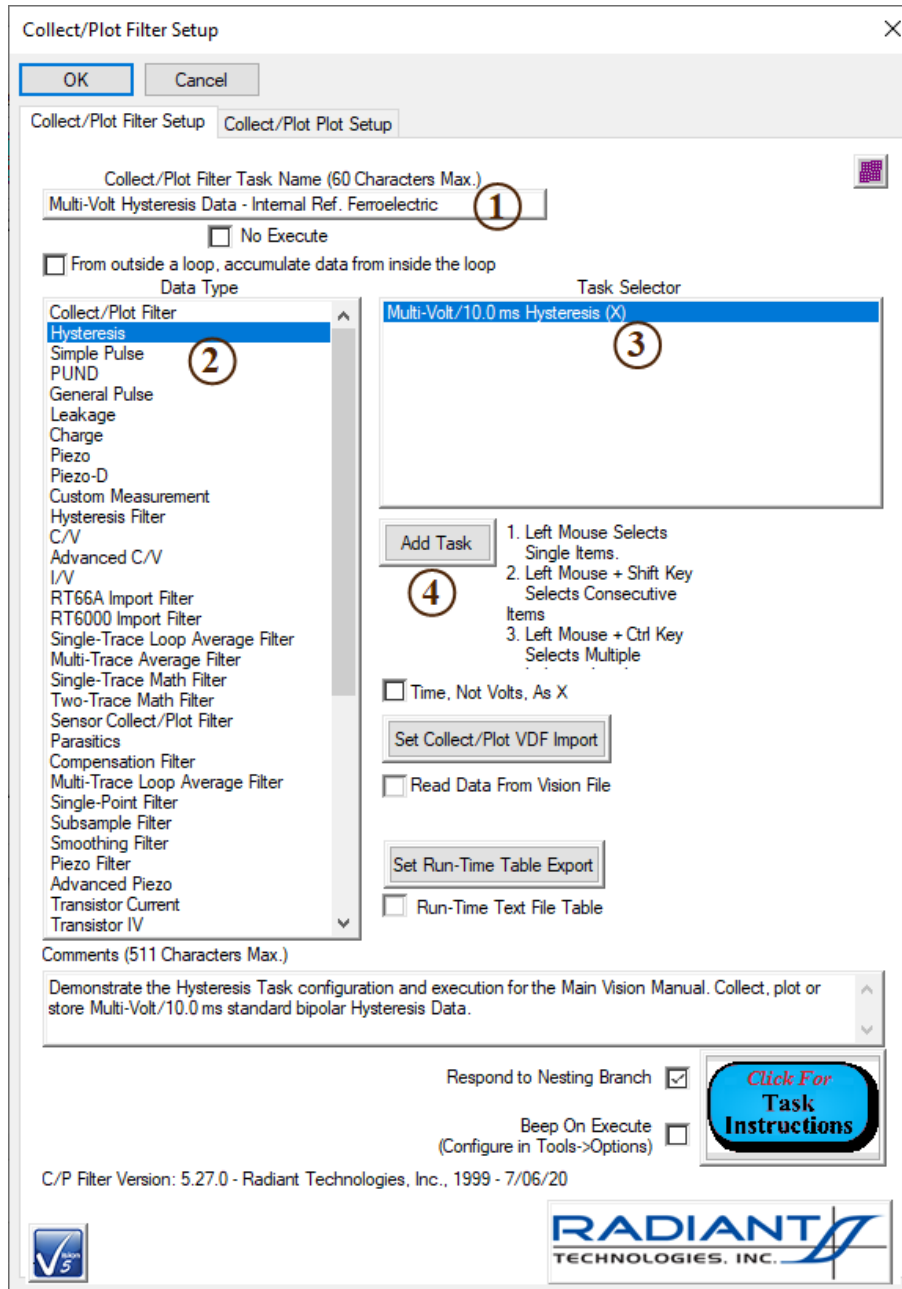 Collect/Plot Filter Setup
OK
Cancel
Collect/Plot Filter Setup
Collect/Plot Plot Setup
Collect/Plot Filter Task Name (60 Characters Max.)
Multi-Volt Hysteresis Data - Internal Ref. Ferroelectric
1
No Execute
From outside a loop, accumulate data from inside the loop
Data Type
Collect/Plot Filter
Hysteresis
Simple Pulse
PUND
General Pulse
Leakage
Charge
Piezo
Piezo-D
Custom Measurement
Hysteresis Filter
C/V
Advanced C/V
I/V
RT66A Import Filter
RT6000 Import Filter
Single-Trace Loop Average Filter
Multi-Trace Average Filter
Single-Trace Math Filter
Two-Trace Math Filter
Sensor Collect/Plot Filter
Parasitics
Compensation Filter
Multi-Trace Loop Average Filter
Single-Point Filter
Subsample Filter
Smoothing Filter
Piezo Filter
Advanced Piezo
Transistor Current
Transistor IV
2
Task Selector
Multi-Volt/10.0 ms Hysteresis (X)
3
Add Task
4
1. Left Mouse Selects
Single Items.
2. Left Mouse + Shift Key
Selects Consecutive
Items
3. Left Mouse + Ctrl Key
Selects Multiple
Time, Not Volts, As X
Set Collect/Plot VDF Import
Read Data From Vision File
Set Run-Time Table Export
Run-Time Text File Table
Comments (511 Characters Max.)
Demonstrate the Hysteresis Task configuration and execution for the Main Vision Manual. Collect, plot or
store Multi-Volt/10.0 ms standard bipolar Hysteresis Data.
Respond to Nesting Branch
Beep On Execute
(Configure in Tools->Options)
Click For
Task
Instructions
C/P Filter Version: 5.27.0 - Radiant Technologies, Inc., 1999 - 7/06/20
Vision
5
RADIANT
TECHNOLOGIES, INC.